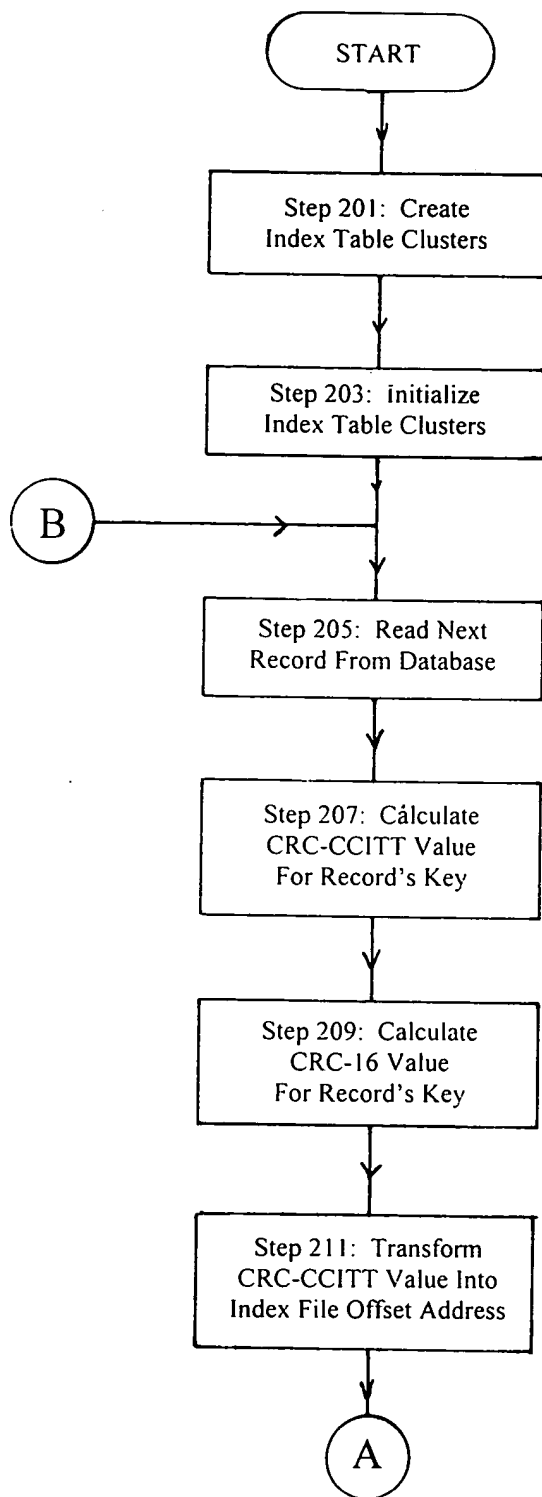 START
Step 201: Create
Index Table Clusters
Step 203: Initialize
Index Table Clusters
B
Step 205: Read Next
Record From Database
Step 207: Calculate
CRC-CCITT Value
For Record's Key
Step 209: Calculate
CRC-16 Value
For Record's Key
Step 211: Transform
CRC-CCITT Value Into
Index File Offset Address
A